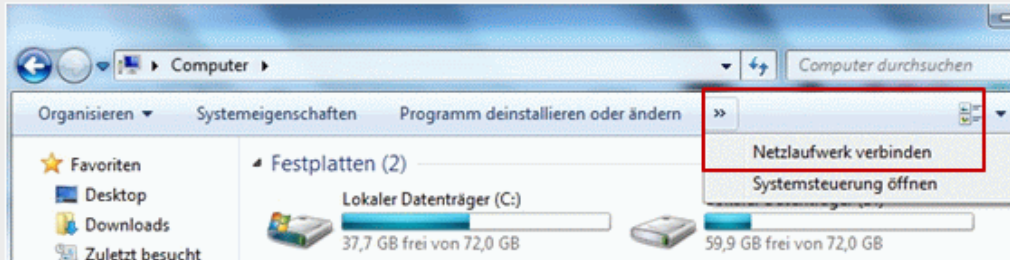 Computer
Computer durchsuchen
Organisieren
Systemeigenschaften
Programm deinstallieren oder ändern
»
Netzlaufwerk verbinden
Systemsteuerung öffnen
Favoriten
Desktop
Downloads
Zuletzt besucht
Festplatten (2)
Lokaler Datenträger (C:)
37,7 GB frei von 72,0 GB
59,9 GB frei von 72,0 GB